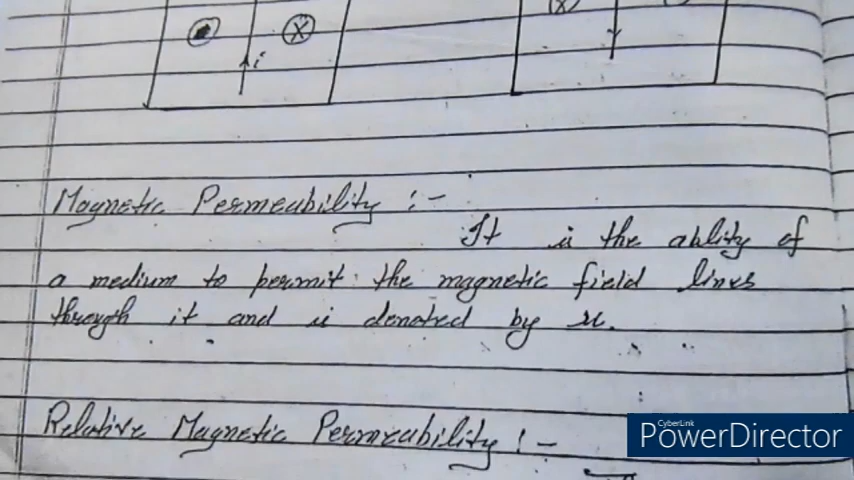 i
Magnetic Permeability :-
It is the ability of
a medium to permit the magnetic field lines
through it and is denoted by μ.
Relative Magnetic Permeability :-
CyberLink
PowerDirector